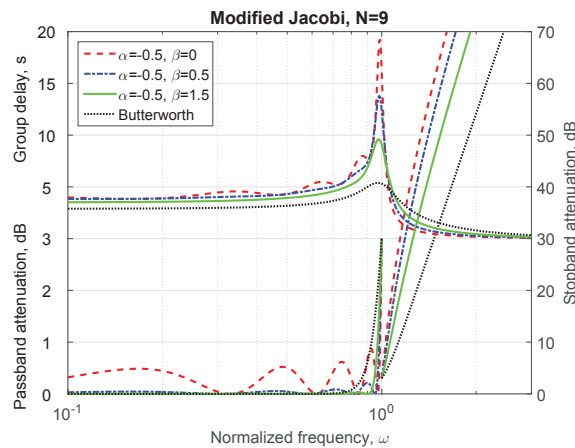 Modified Jacobi, N=9
α=-0.5, β=0
α=-0.5, β=0.5
α=-0.5, β=1.5
Butterworth
Group delay, s
20
15
10
5
Passband attenuation, dB
3
2
1
0
Stopband attenuation, dB
70
60
50
40
30
20
10
0
10⁻¹
10⁰
Normalized frequency, ω